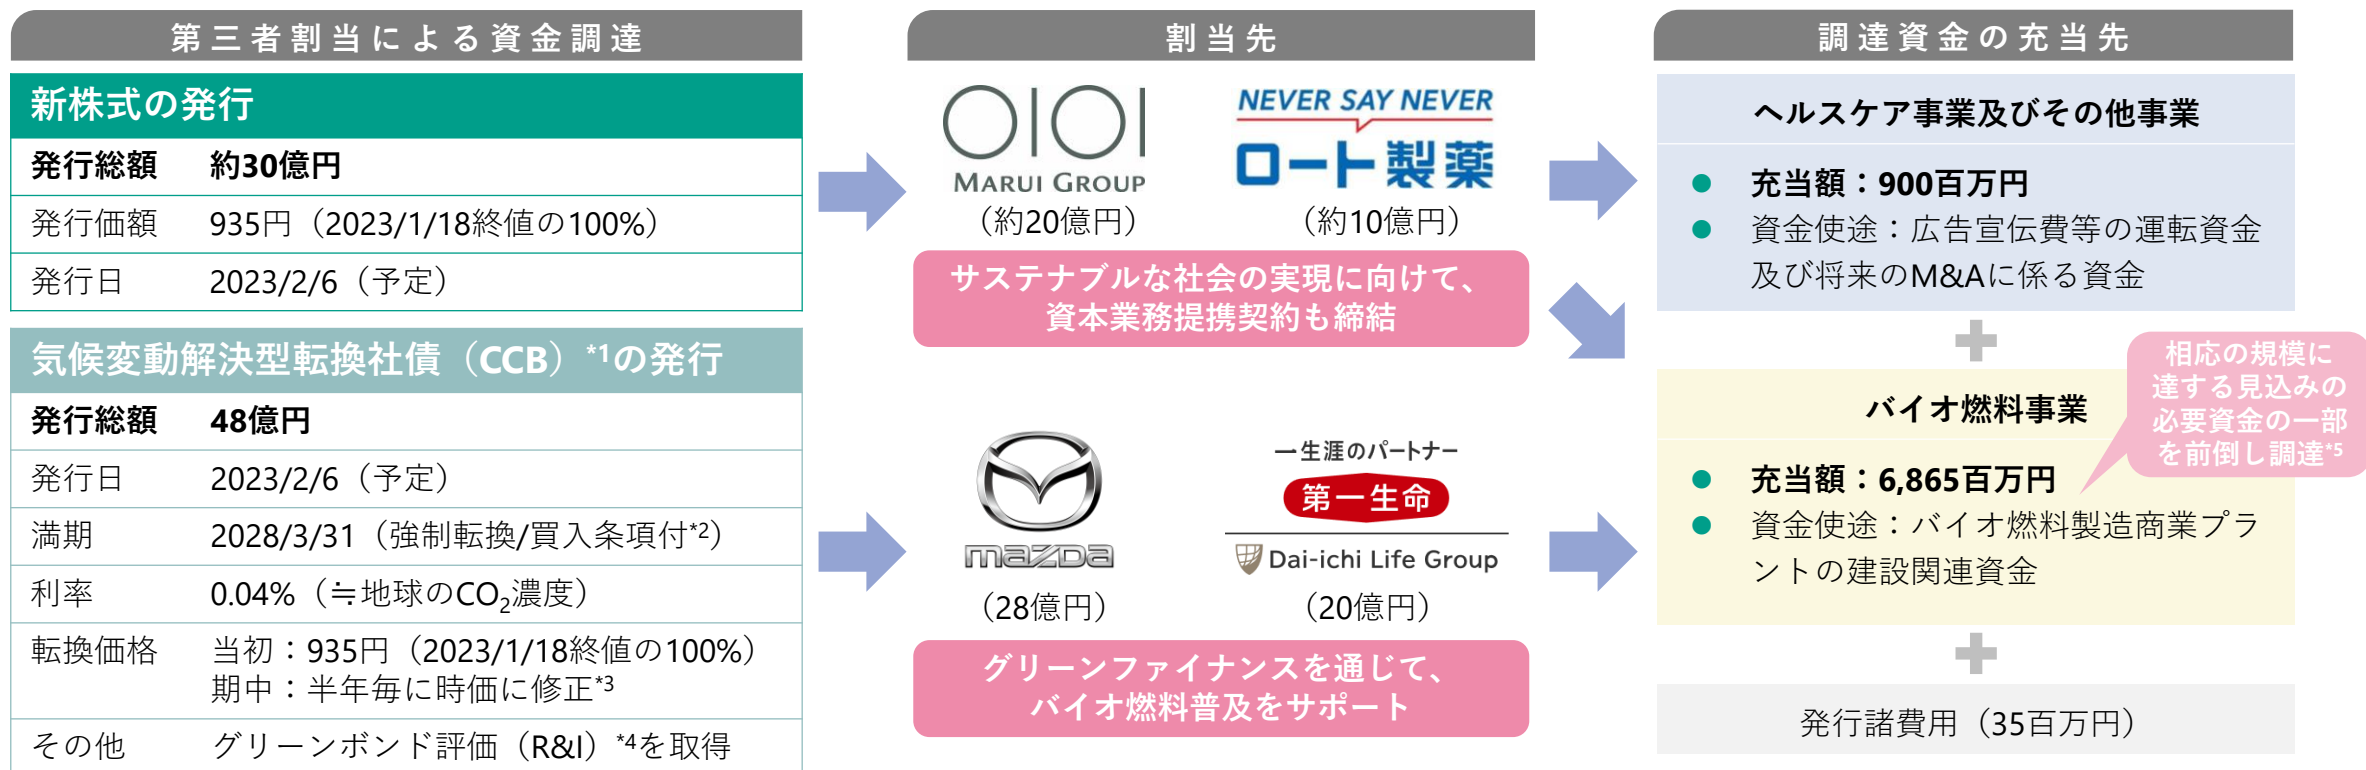 第三者割当による資金調達
新株式の発行
発行総額 約30億円
発行価額 935円（2023/1/18終値の100%）
発行日 2023/2/6（予定）
気候変動解決型転換社債（CCB）*1の発行
発行総額 48億円
発行日 2023/2/6（予定）
満期 2028/3/31（強制転換/買入条項付*2）
利率 0.04%（≒地球のCO2濃度）
転換価格 当初：935円（2023/1/18終値の100%）
期中：半年毎に時価に修正*3
その他 グリーンボンド評価（R&I）*4を取得
割当先
OIOI
MARUI GROUP
（約20億円）
NEVER SAY NEVER
ロート製薬
（約10億円）
サステナブルな社会の実現に向けて、
資本業務提携契約も締結
mazda
（28億円）
一生涯のパートナー
第一生命
Dai-ichi Life Group
（20億円）
グリーンファイナンスを通じて、
バイオ燃料普及をサポート
調達資金の充当先
ヘルスケア事業及びその他事業
● 充当額：900百万円
● 資金使途：広告宣伝費等の運転資金
及び将来のM&Aに係る資金
バイオ燃料事業
相応の規模に
達する見込みの
必要資金の一部
を前倒し調達*5
● 充当額：6,865百万円
● 資金使途：バイオ燃料製造商業プラ
ントの建設関連資金
発行諸費用（35百万円）